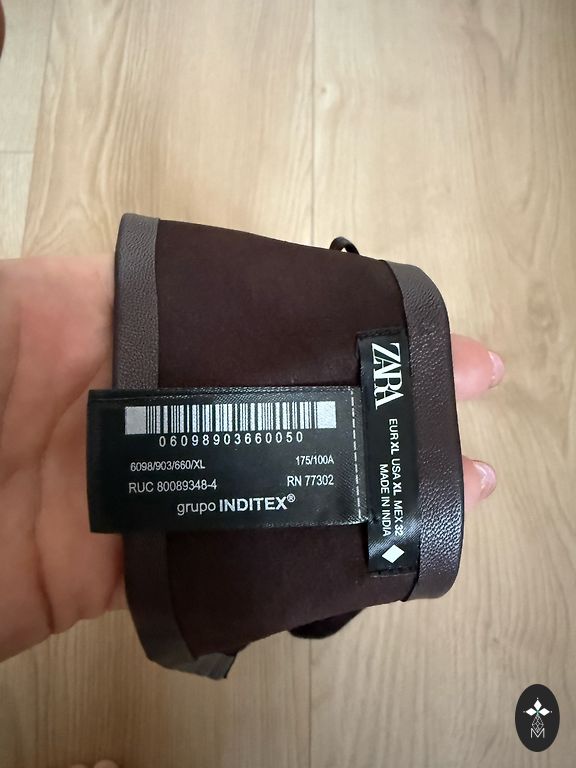 06098903660050
6098/903/660/XL 175/100A
RUC 80089348-4 RN 77302
grupo INDITEX®
ZARA
EUR XL USA XL MEX 32
MADE IN INDIA
M